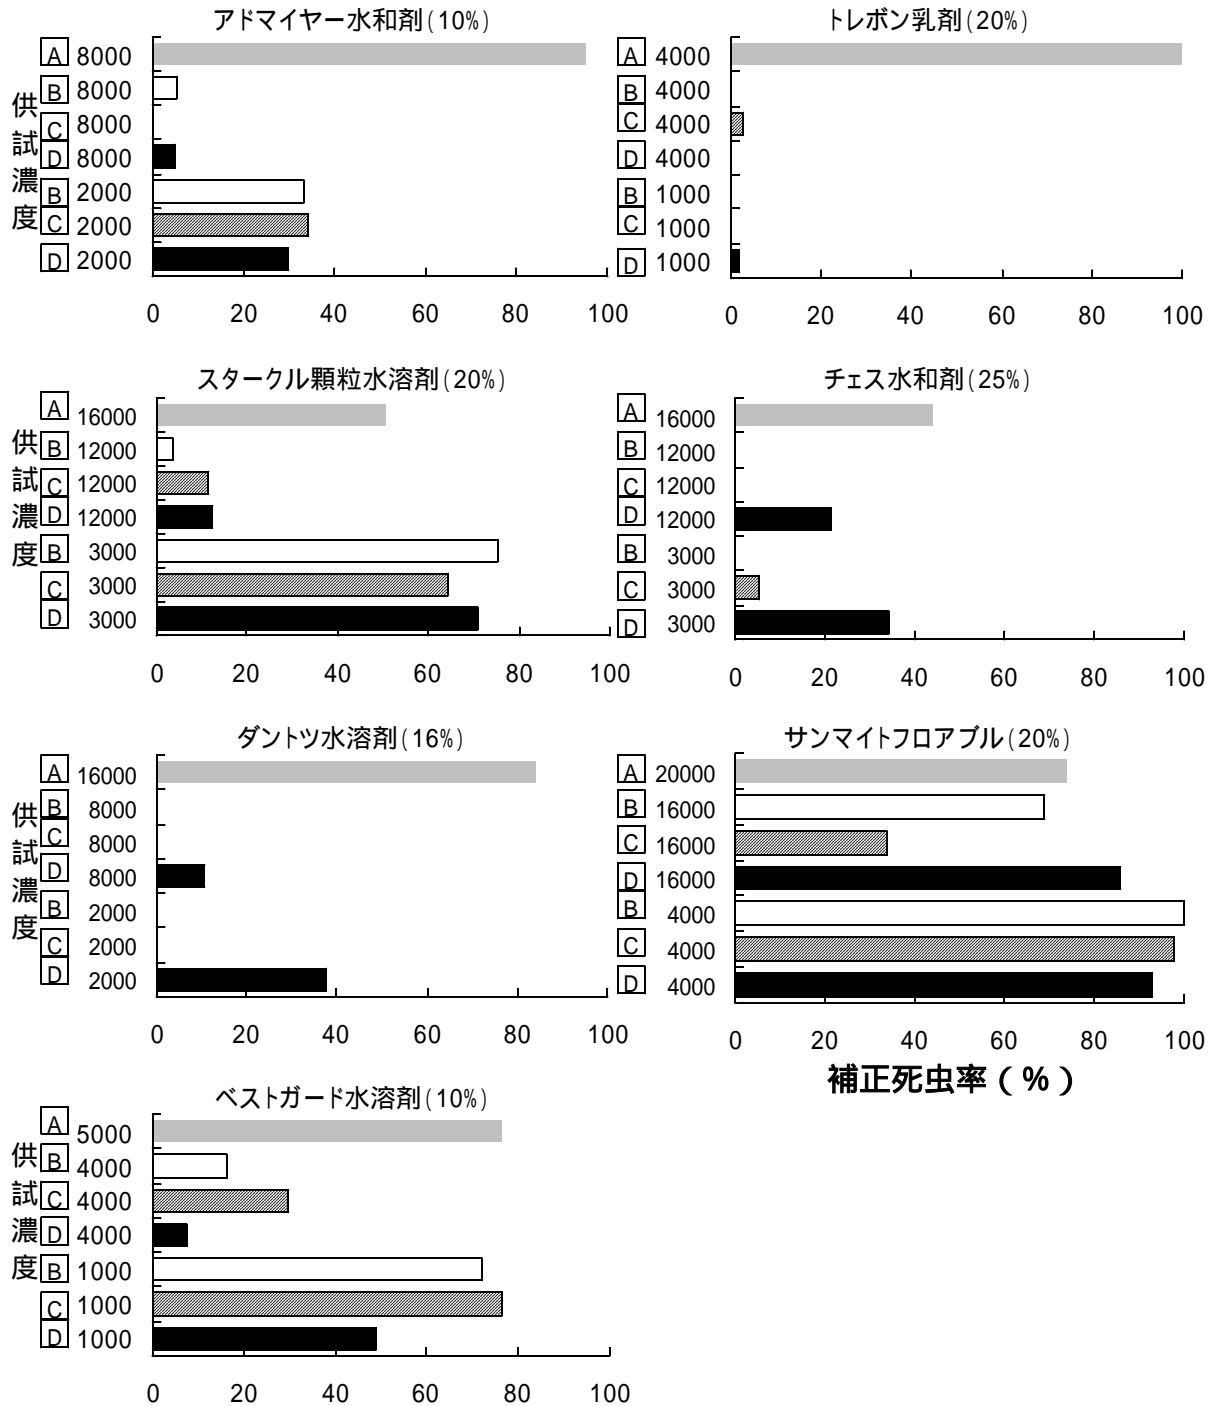 アドマイヤー水和剤(10%)
供試濃度
A 8000
B 8000
C 8000
D 8000
B 2000
C 2000
D 2000
0 20 40 60 80 100
トレボン乳剤(20%)
A 4000
B 4000
C 4000
D 4000
B 1000
C 1000
D 1000
0 20 40 60 80 100
スタークル顆粒水溶剤(20%)
供試濃度
A 16000
B 12000
C 12000
D 12000
B 3000
C 3000
D 3000
0 20 40 60 80 100
チェス水和剤(25%)
A 16000
B 12000
C 12000
D 12000
B 3000
C 3000
D 3000
0 20 40 60 80 100
ダントツ水溶剤(16%)
供試濃度
A 16000
B 8000
C 8000
D 8000
B 2000
C 2000
D 2000
0 20 40 60 80 100
サンマイトフロアブル(20%)
A 20000
B 16000
C 16000
D 16000
B 4000
C 4000
D 4000
0 20 40 60 80 100
補正死虫率(%)
ベストガード水溶剤(10%)
供試濃度
A 5000
B 4000
C 4000
D 4000
B 1000
C 1000
D 1000
0 20 40 60 80 100